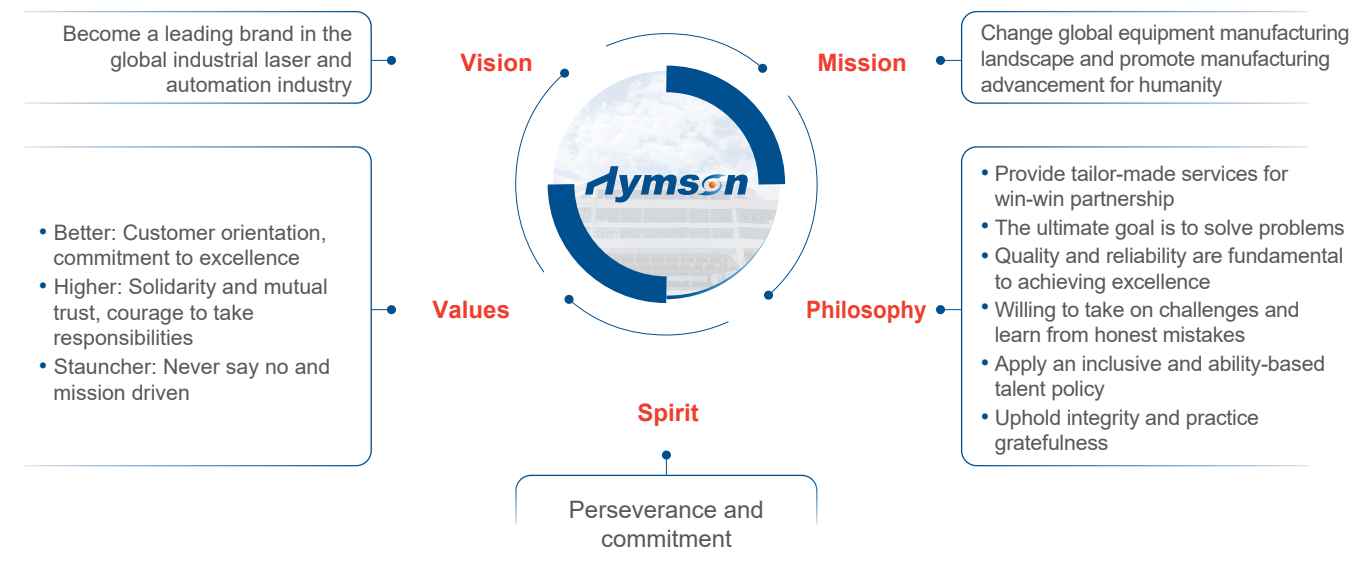 Become a leading brand in the
global industrial laser and
automation industry
Vision
Mission
Change global equipment manufacturing
landscape and promote manufacturing
advancement for humanity
Hymson
• Better: Customer orientation,
commitment to excellence
• Higher: Solidarity and mutual
trust, courage to take
responsibilities
• Stauncher: Never say no and
mission driven
Values
Philosophy
• Provide tailor-made services for
win-win partnership
• The ultimate goal is to solve problems
• Quality and reliability are fundamental
to achieving excellence
• Willing to take on challenges and
learn from honest mistakes
• Apply an inclusive and ability-based
talent policy
• Uphold integrity and practice
gratefulness
Spirit
Perseverance and
commitment